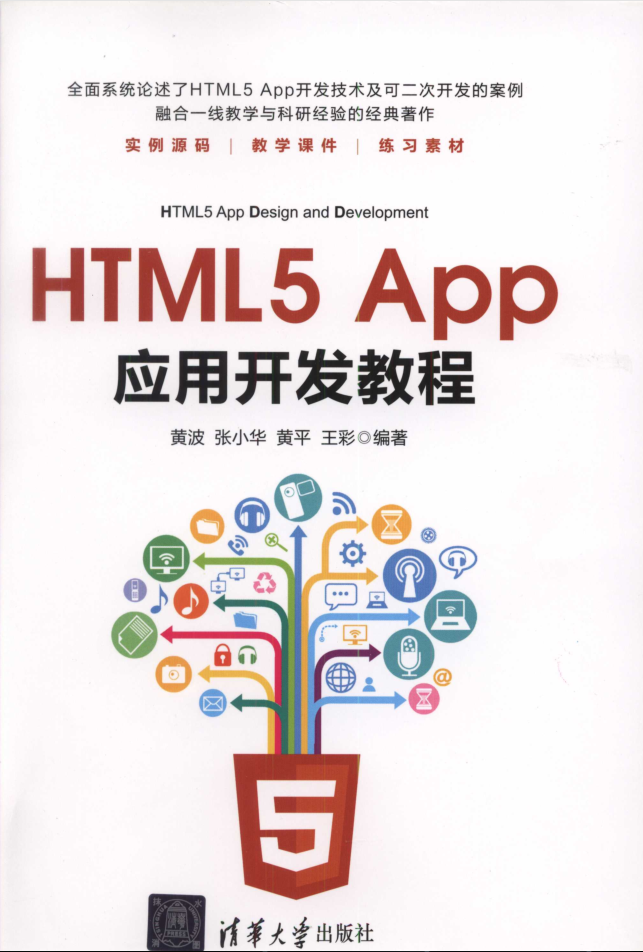 全面系统论述了HTML5 App开发技术及可二次开发的案例
融合一线教学与科研经验的经典著作
实例源码 | 教学课件 | 练习素材
HTML5 App Design and Development
HTML5 App
应用开发教程
黄波 张小华 黄平 王彩◎编著
@
5
清华大学出版社